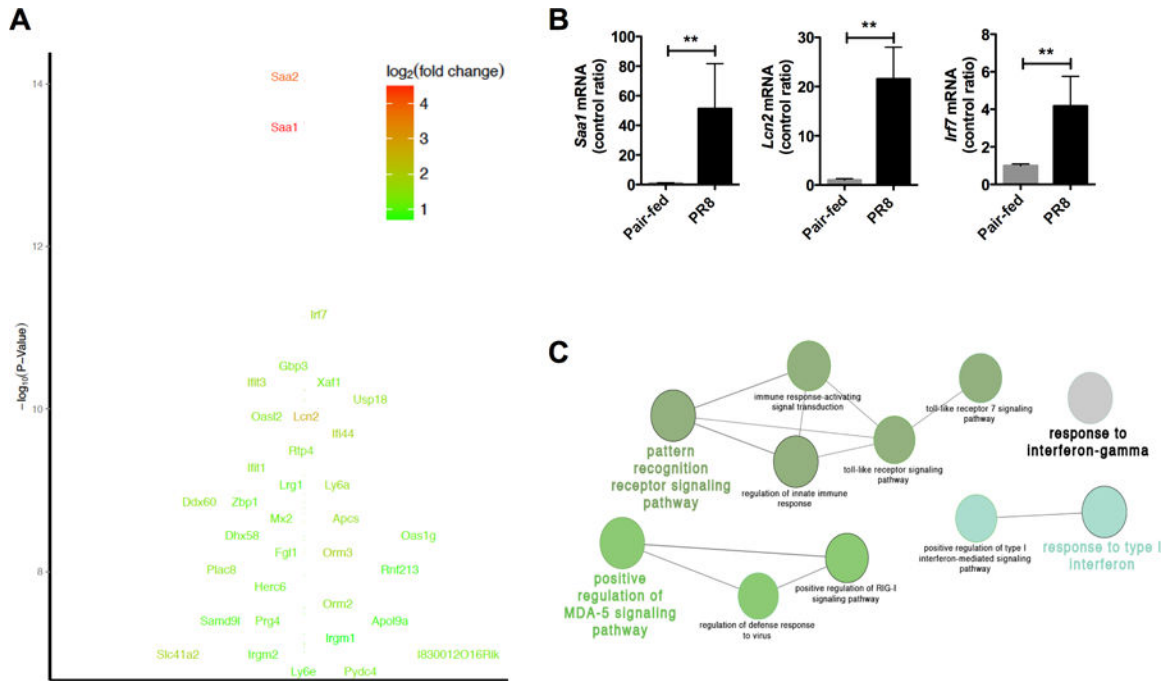 A
Saa2
Saa1
Irf7
Gbp3
Ifit3
Xaf1
Usp18
Oasl2
Lcn2
Ifi44
Rtp4
Ifit1
Lrg1
Ly6a
Ddx60
Zbp1
Mx2
Apcs
Dhx58
Oas1g
Fgl1
Orm3
Plac8
Rnf213
Herc6
Orm2
Samd9l
Prg4
Apol9a
Irgm1
Slc41a2
Irgm2
I830012O16Rik
Ly6e
Pydc4
14
12
10
8
−log10(P−Value)
log2(fold change)
4
3
2
1
B
Saa1 mRNA
(control ratio)
100
80
60
40
20
0
**
Pair-fed
PR8
Lcn2 mRNA
(control ratio)
30
20
10
0
**
Pair-fed
PR8
Irf7 mRNA
(control ratio)
8
6
4
2
0
**
Pair-fed
PR8
C
immune response-activating
signal transduction
toll-like receptor 7 signaling
pathway
pattern
recognition
receptor signaling
pathway
toll-like receptor signaling
pathway
regulation of innate immune
response
response to
interferon-gamma
positive regulation of type I
interferon-mediated signaling
pathway
response to type I
interferon
positive
regulation of
MDA-5 signaling
pathway
positive regulation of RIG-I
signaling pathway
regulation of defense response
to virus